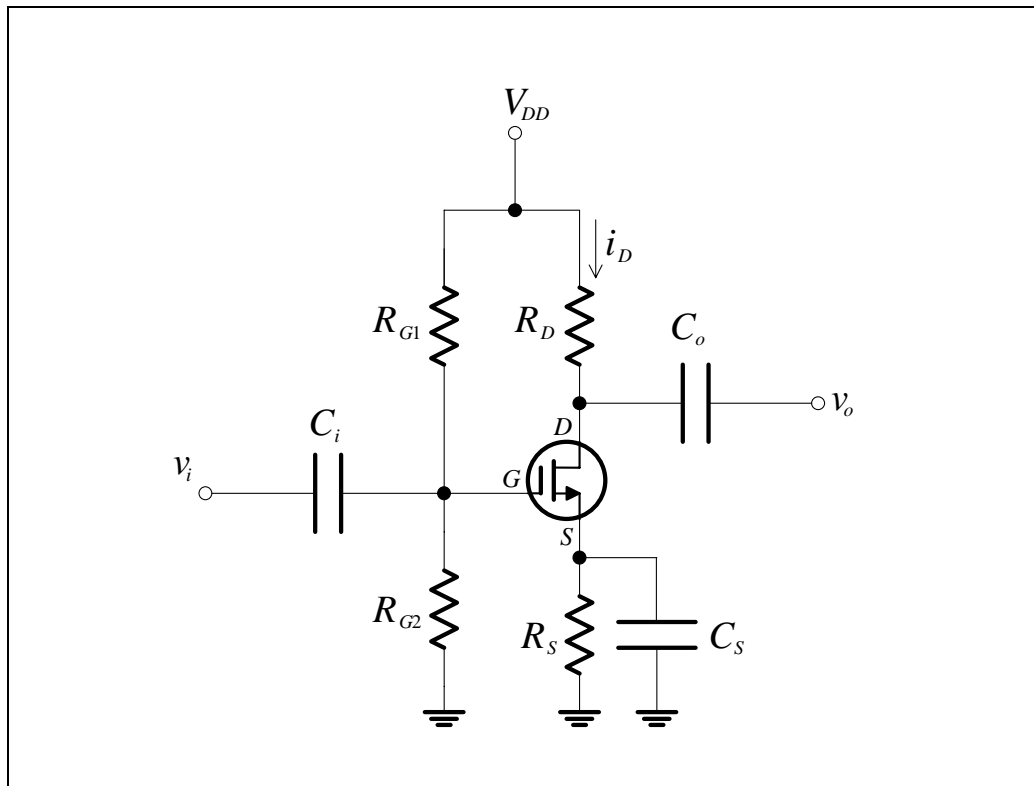 V_DD
i_D
R_G1
R_D
C_o
v_o
D
C_i
v_i
G
S
R_G2
R_S
C_S